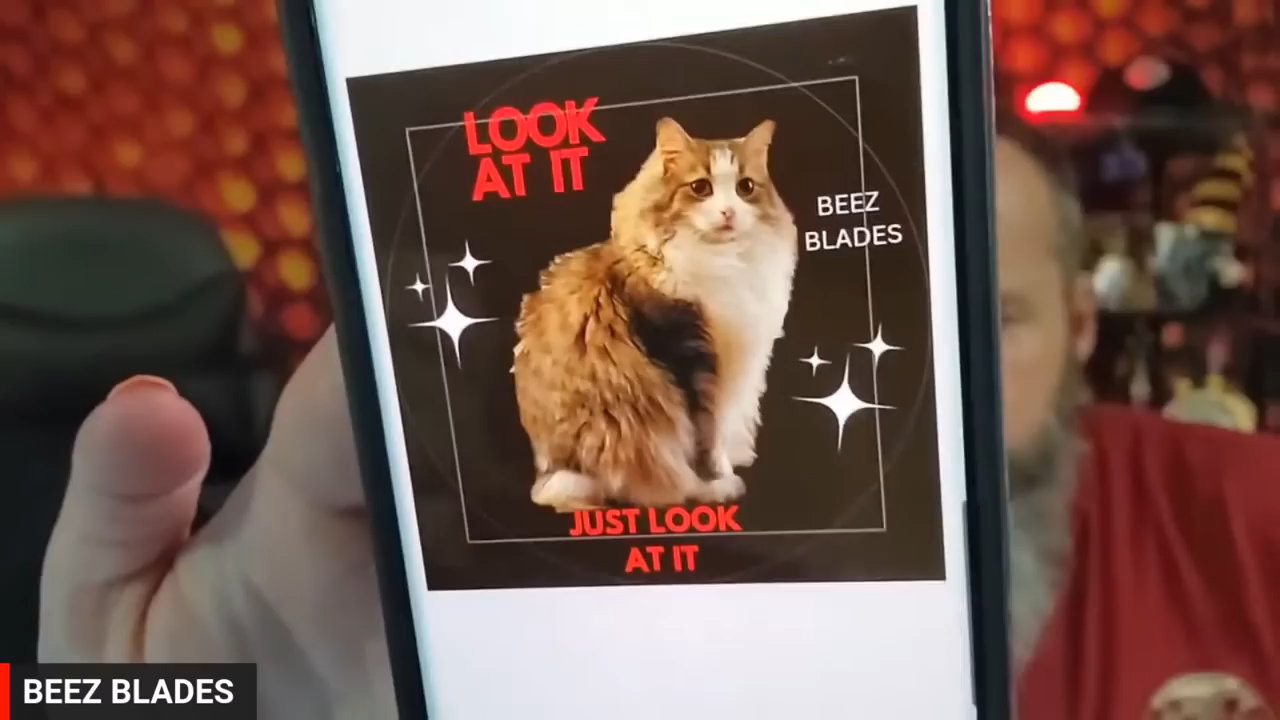 LOOK
AT IT
BEEZ
BLADES
JUST LOOK
AT IT
BEEZ BLADES